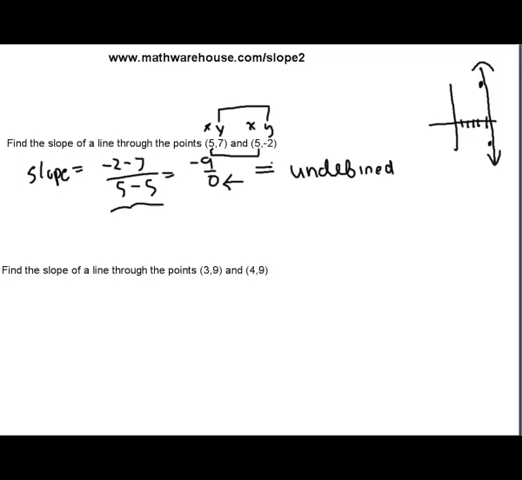 www.mathwarehouse.com/slope2
x y x y
Find the slope of a line through the points (5,7) and (5,-2)
slope = -2-7 / 5-5 = -9 / 0 ← = undefined
Find the slope of a line through the points (3,9) and (4,9)